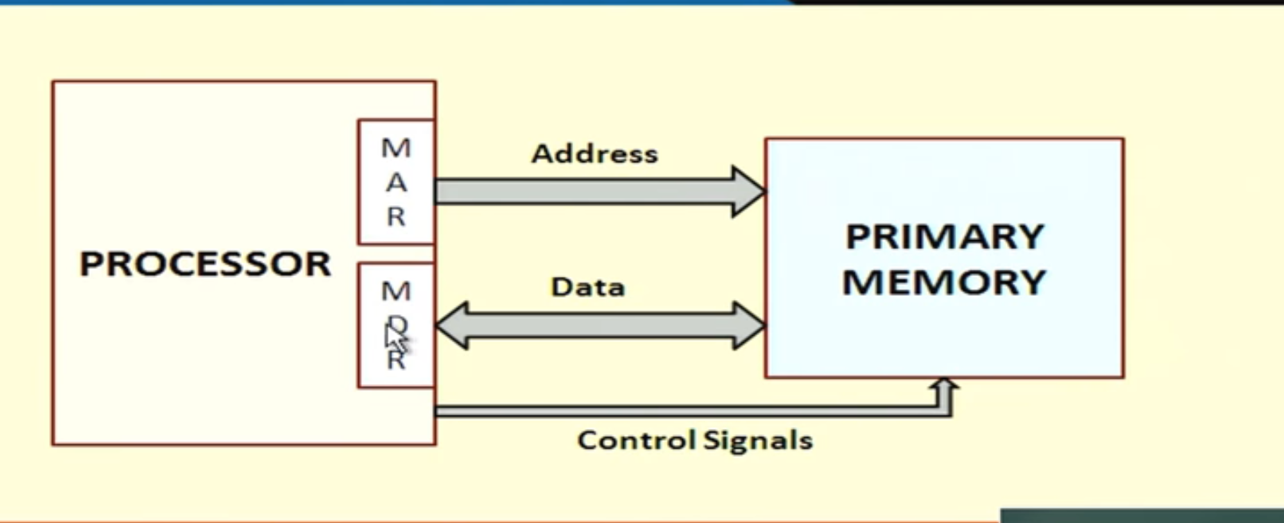 PROCESSOR
M
A
R
M
D
R
Address
Data
Control Signals
PRIMARY
MEMORY